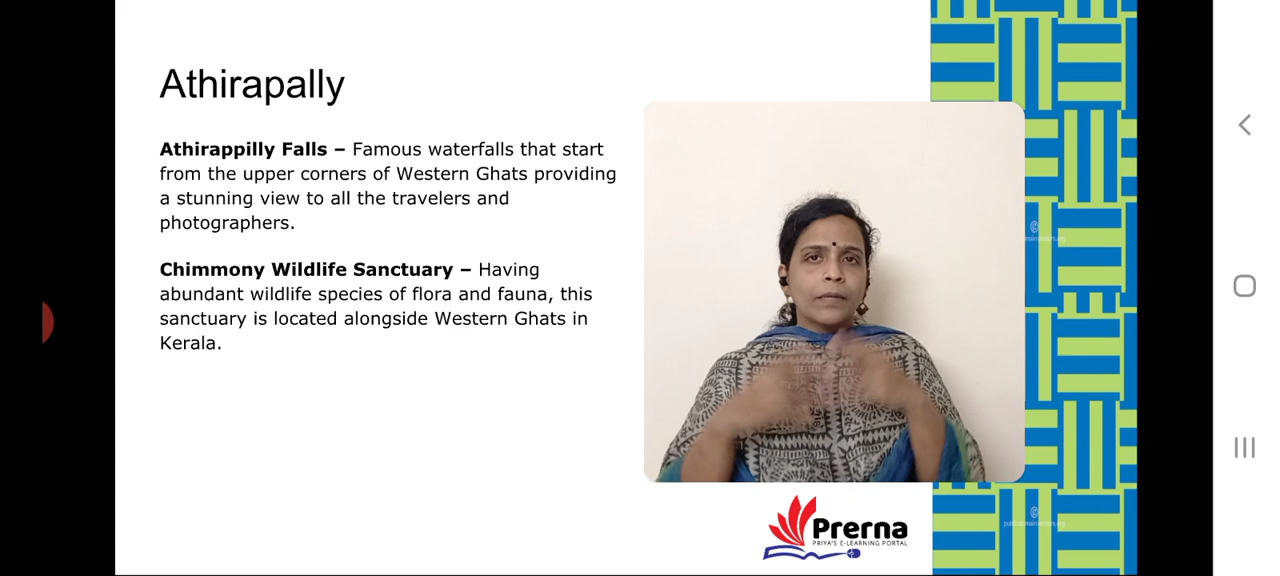 Athirapally
Athirappilly Falls – Famous waterfalls that start
from the upper corners of Western Ghats providing
a stunning view to all the travelers and
photographers.
Chimmony Wildlife Sanctuary – Having
abundant wildlife species of flora and fauna, this
sanctuary is located alongside Western Ghats in
Kerala.
Prerna
PRIYA'S E-LEARNING PORTAL